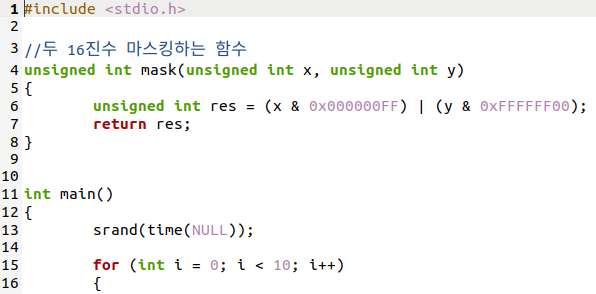 1 #include <stdio.h>
2
3 //두 16진수 마스킹하는 함수
4 unsigned int mask(unsigned int x, unsigned int y)
5 {
6 unsigned int res = (x & 0x000000FF) | (y & 0xFFFFFF00);
7 return res;
8 }
9
10
11 int main()
12 {
13 srand(time(NULL));
14
15 for (int i = 0; i < 10; i++)
16 {